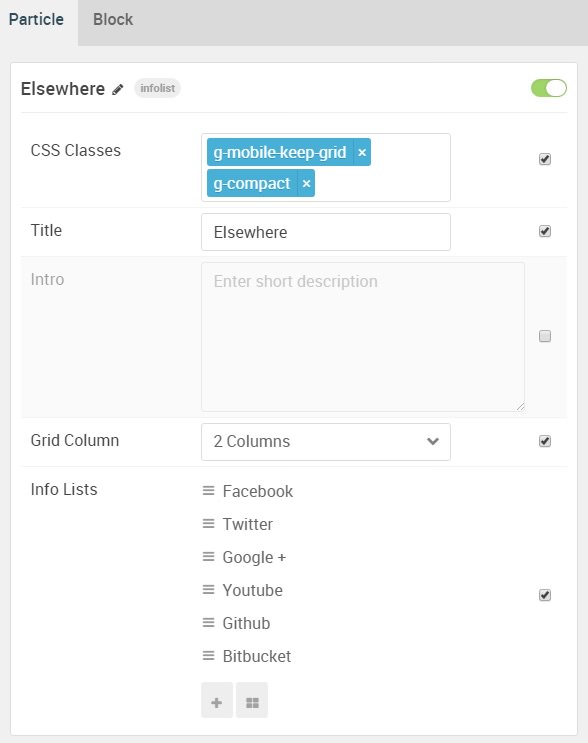 Particle Block
Elsewhere infolist
CSS Classes g-mobile-keep-grid ×
g-compact ×
Title Elsewhere
Intro Enter short description
Grid Column 2 Columns
Info Lists Facebook
Twitter
Google +
Youtube
Github
Bitbucket
+